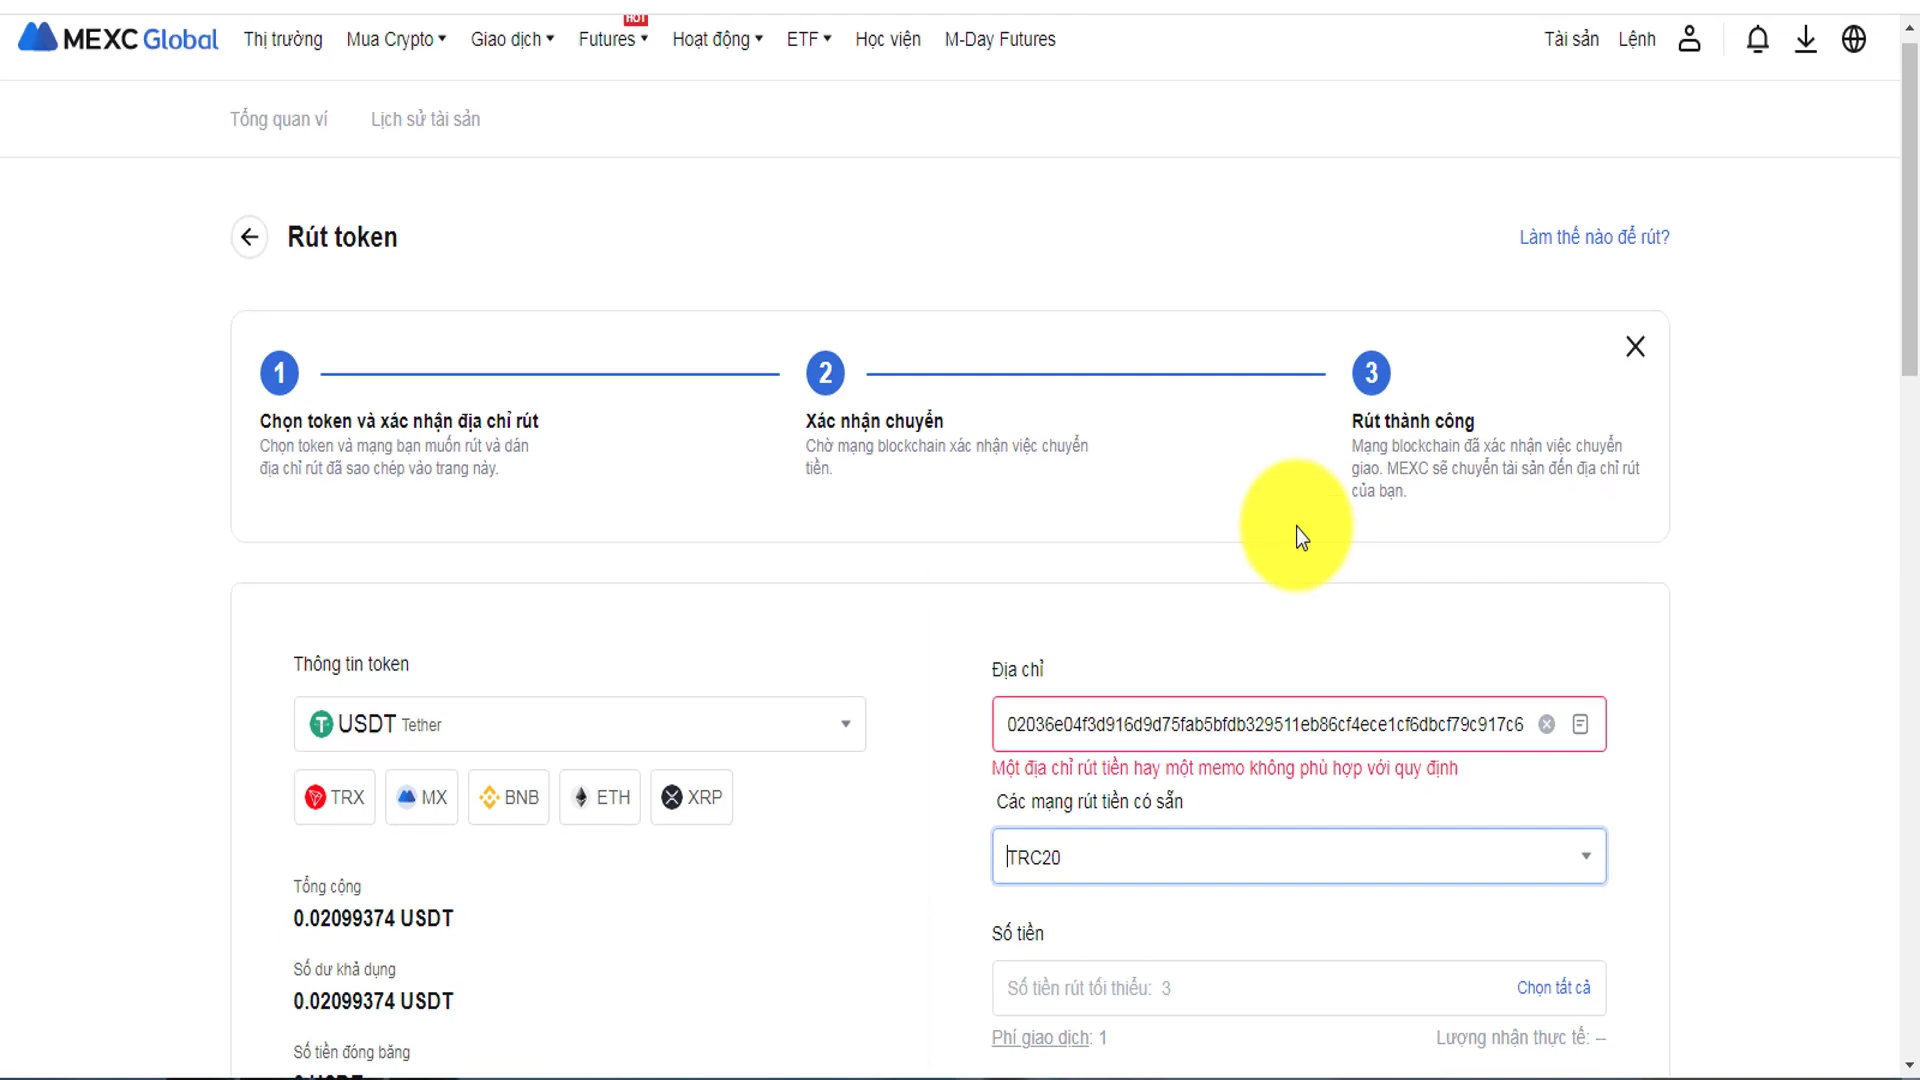 HOT
MEXC Global Thị trường Mua Crypto Giao dịch Futures Hoạt động ETF Học viện M-Day Futures Tài sản Lệnh
Tổng quan ví Lịch sử tài sản
Rút token Làm thế nào để rút?
1 2 3
Chọn token và xác nhận địa chỉ rút
Chọn token và mạng bạn muốn rút và dán
địa chỉ rút đã sao chép vào trang này.
Xác nhận chuyển
Chờ mạng blockchain xác nhận việc chuyển
tiền.
Rút thành công
Mạng blockchain đã xác nhận việc chuyển
giao. MEXC sẽ chuyển tài sản đến địa chỉ rút
của bạn.
Thông tin token
USDT Tether
TRX MX BNB ETH XRP
Tổng cộng
0.02099374 USDT
Số dư khả dụng
0.02099374 USDT
Số tiền đóng băng
Địa chỉ
02036e04f3d916d9d75fab5bfdb329511eb86cf4ece1cf6dbcf79c917c6
Một địa chỉ rút tiền hay một memo không phù hợp với quy định
Các mạng rút tiền có sẵn
TRC20
Số tiền
Số tiền rút tối thiểu: 3 Chọn tất cả
Phí giao dịch: 1 Lượng nhận thực tế: --